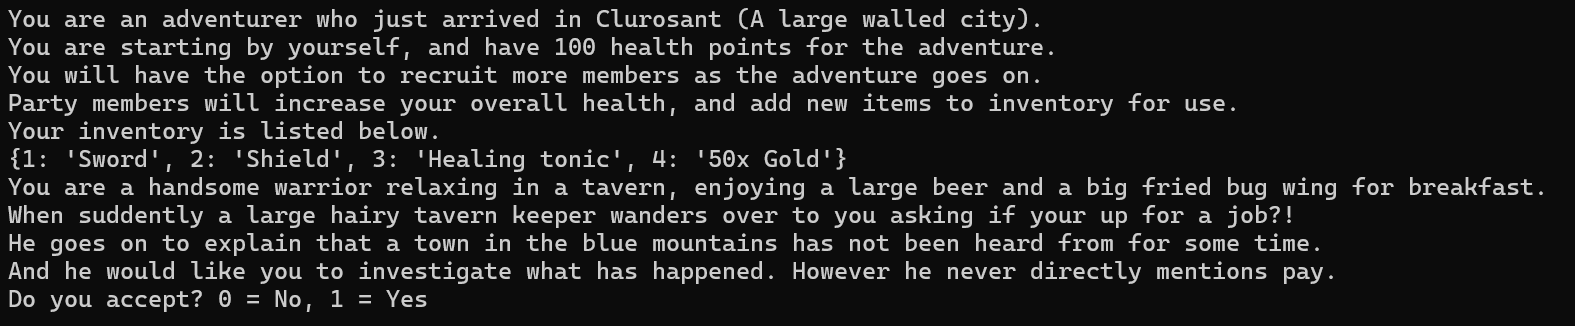 You are an adventurer who just arrived in Clurosant (A large walled city).
You are starting by yourself, and have 100 health points for the adventure.
You will have the option to recruit more members as the adventure goes on.
Party members will increase your overall health, and add new items to inventory for use.
Your inventory is listed below.
{1: 'Sword', 2: 'Shield', 3: 'Healing tonic', 4: '50x Gold'}
You are a handsome warrior relaxing in a tavern, enjoying a large beer and a big fried bug wing for breakfast.
When suddently a large hairy tavern keeper wanders over to you asking if your up for a job?!
He goes on to explain that a town in the blue mountains has not been heard from for some time.
And he would like you to investigate what has happened. However he never directly mentions pay.
Do you accept? 0 = No, 1 = Yes